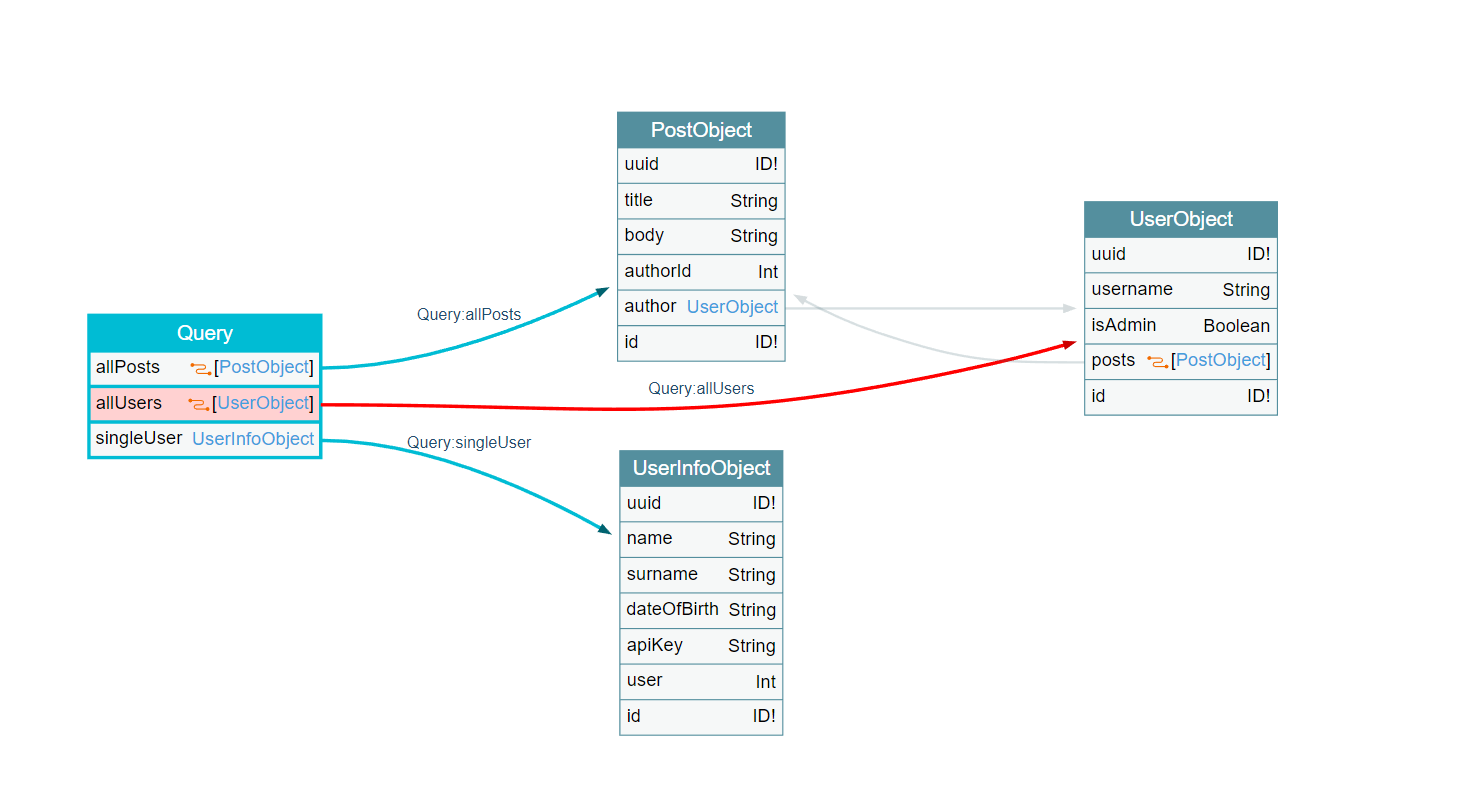 Query
allPosts [PostObject]
allUsers [UserObject]
singleUser UserInfoObject
Query:allPosts
Query:allUsers
Query:singleUser
PostObject
uuid ID!
title String
body String
authorId Int
author UserObject
id ID!
UserInfoObject
uuid ID!
name String
surname String
dateOfBirth String
apiKey String
user Int
id ID!
UserObject
uuid ID!
username String
isAdmin Boolean
posts [PostObject]
id ID!